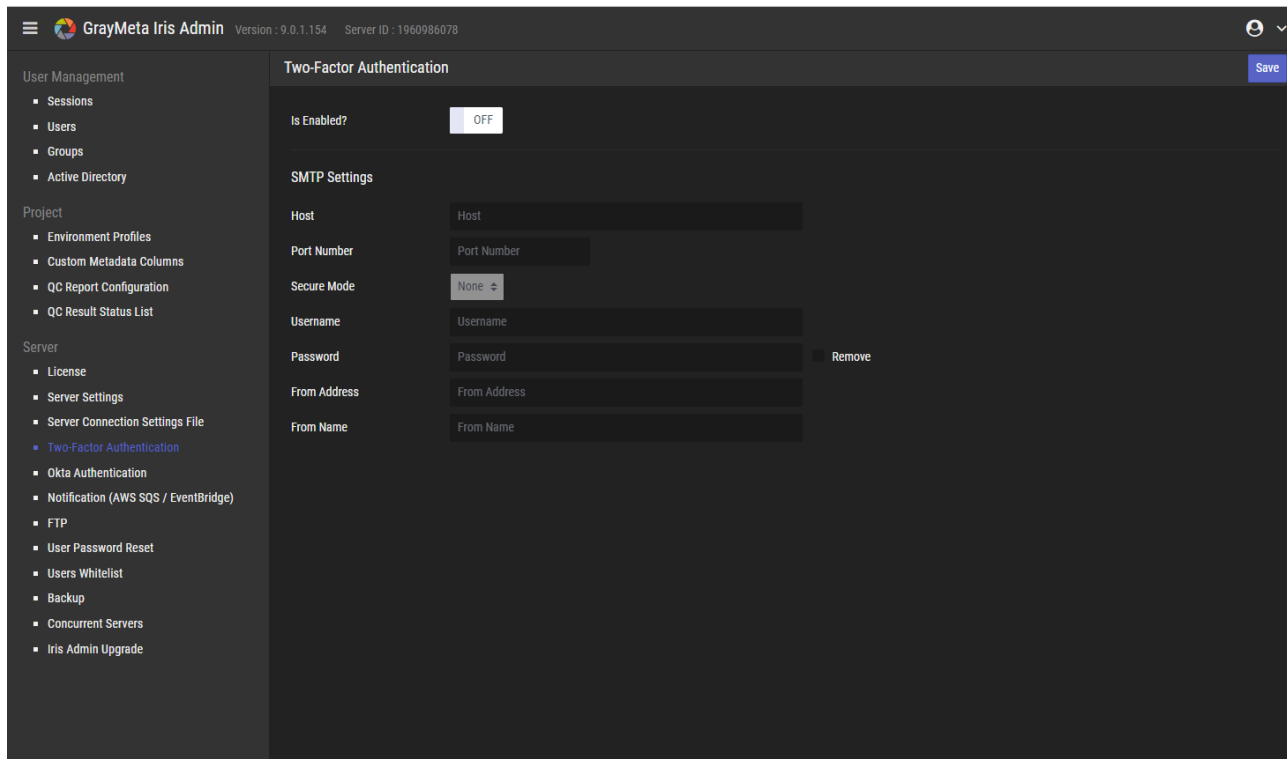 GrayMeta Iris Admin Version : 9.0.1.154 Server ID : 1960986078
User Management
Sessions
Users
Groups
Active Directory
Project
Environment Profiles
Custom Metadata Columns
QC Report Configuration
QC Result Status List
Server
License
Server Settings
Server Connection Settings File
Two-Factor Authentication
Okta Authentication
Notification (AWS SQS / EventBridge)
FTP
User Password Reset
Users Whitelist
Backup
Concurrent Servers
Iris Admin Upgrade
Two-Factor Authentication Save
Is Enabled? OFF
SMTP Settings
Host Host
Port Number Port Number
Secure Mode None
Username Username
Password Password Remove
From Address From Address
From Name From Name